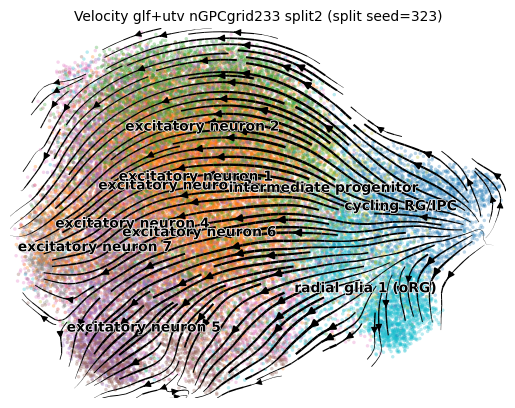 Velocity glf+utv nGPCgrid233 split2 (split seed=323)
excitatory neuron 2
excitatory neuron 1
excitatory neuron
intermediate progenitor
cycling RG/IPC
excitatory neuron 4
excitatory neuron 6
excitatory neuron 7
radial glia 1 (oRG)
excitatory neuron 5